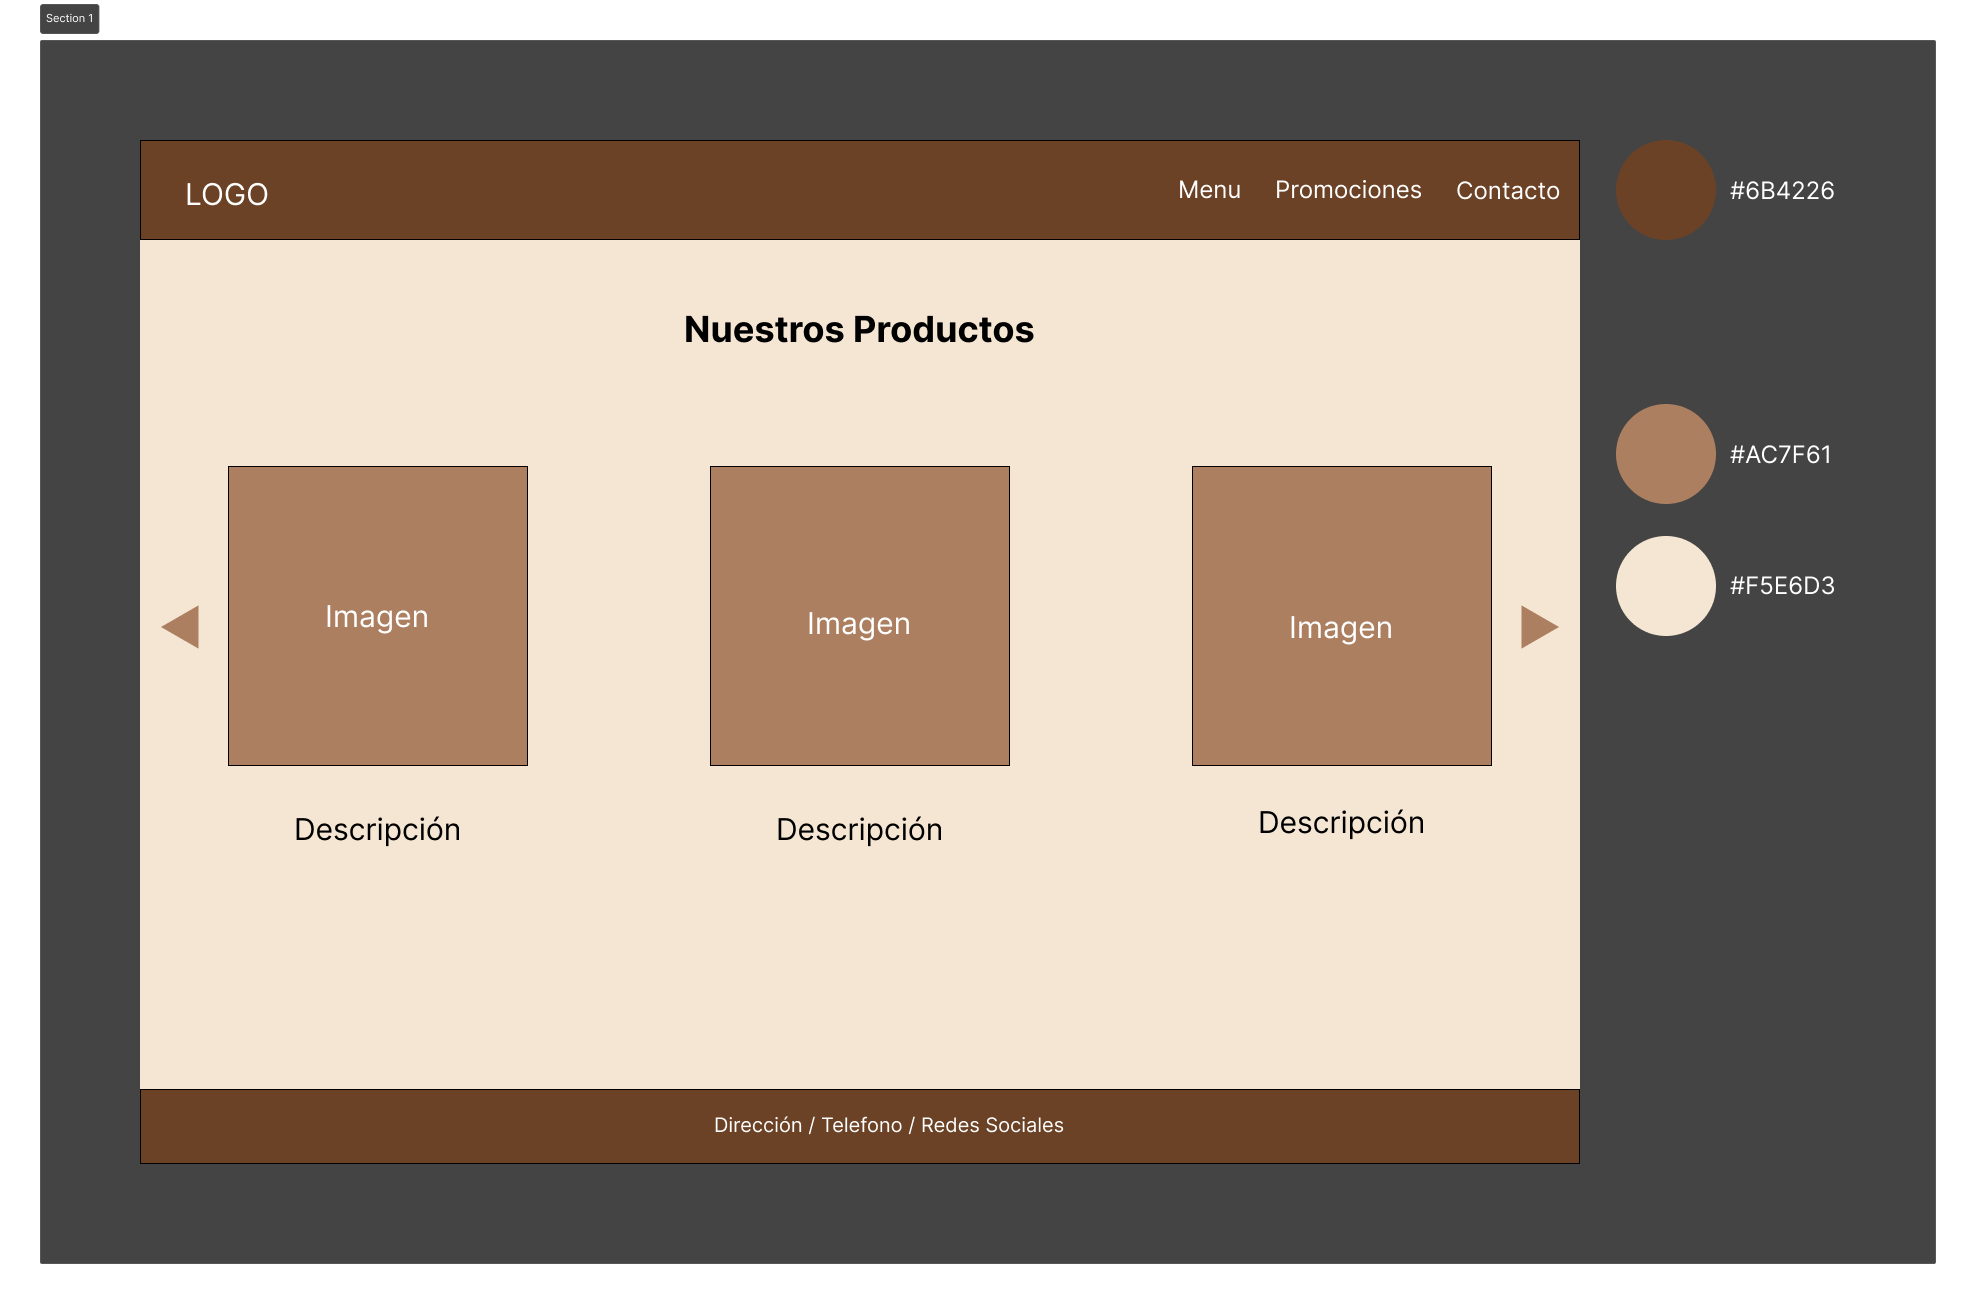 Section 1
LOGO
Menu Promociones Contacto
#6B4226
Nuestros Productos
#AC7F61
#F5E6D3
Imagen Imagen Imagen
Descripción Descripción Descripción
Dirección / Telefono / Redes Sociales